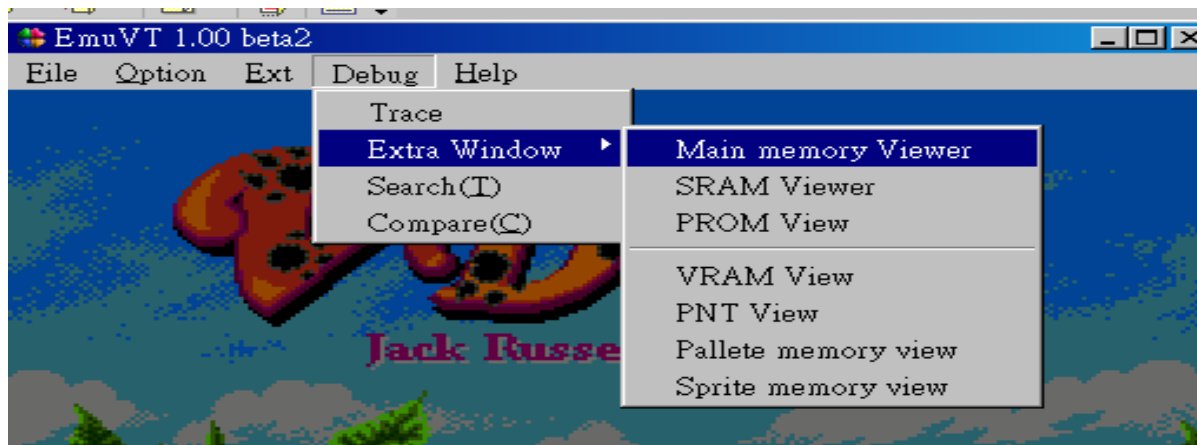 EmuVT 1.00 beta2
File Option Ext Debug Help
Trace
Extra Window
Search(T)
Compare(C)
Main memory Viewer
SRAM Viewer
PROM View
VRAM View
PNT View
Pallete memory view
Sprite memory view
Jack Russe